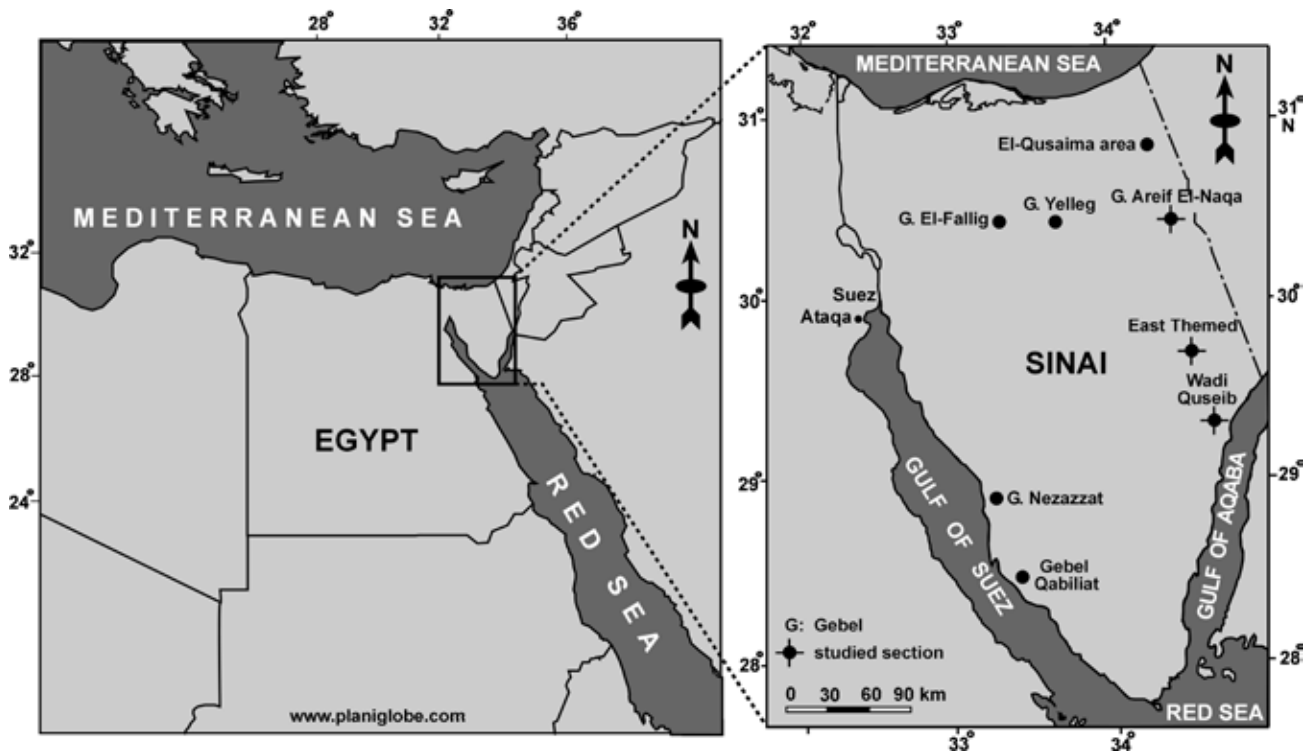 28° 32° 36°
MEDITERRANEAN SEA
N
32°
28°
24°
EGYPT
RED SEA
www.planiglobe.com
32° 33° 34°
MEDITERRANEAN SEA
N
31°
31°
N
El-Qusaima area
G. Areif El-Naqa
G. Yelleg
G. El-Fallig
30°
30°
Suez
Ataqa
East Themed
SINAI
Wadi
Quseib
29°
29°
G. Nezazzat
GULF OF SUEZ
GULF OF AQABA
Gebel
Qabiliat
G: Gebel
studied section
28°
28°
0 30 60 90 km
RED SEA
33° 34°